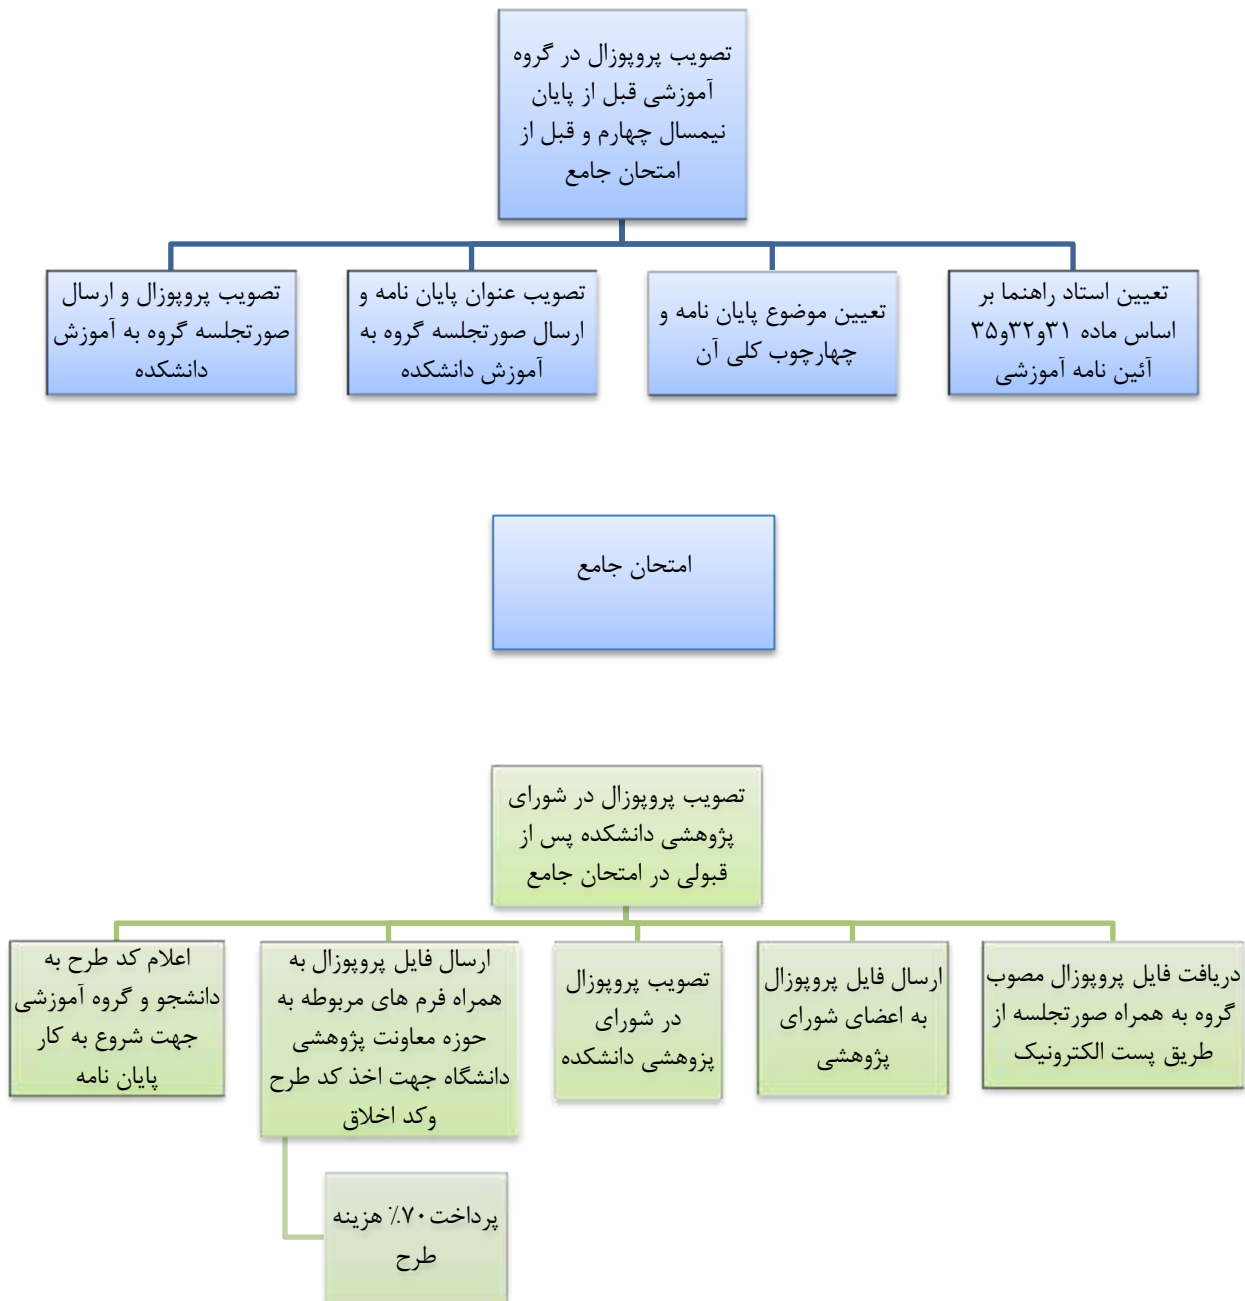 تصویب پروپوزال در گروه
آموزشی قبل از پایان
نیمسال چهارم و قبل از
امتحان جامع
تعیین استاد راهنما بر
اساس ماده ۳۱و۳۲و۳۵
آئین نامه آموزشی
تعیین موضوع پایان نامه و
چهارچوب کلی آن
تصویب عنوان پایان نامه و
ارسال صورتجلسه گروه به
آموزش دانشکده
تصویب پروپوزال و ارسال
صورتجلسه گروه به آموزش
دانشکده
امتحان جامع
تصویب پروپوزال در شورای
پژوهشی دانشکده پس از
قبولی در امتحان جامع
دریافت فایل پروپوزال مصوب
گروه به همراه صورتجلسه از
طریق پست الکترونیک
ارسال فایل پروپوزال
به اعضای شورای
پژوهشی
تصویب پروپوزال
در شورای
پزوهشی دانشکده
ارسال فایل پروپوزال به
همراه فرم های مربوطه به
حوزه معاونت پژوهشی
دانشگاه جهت اخذ کد طرح
وکد اخلاق
اعلام کد طرح به
دانشجو و گروه آموزشی
جهت شروع به کار
پایان نامه
پرداخت۷۰٪ هزینه
طرح